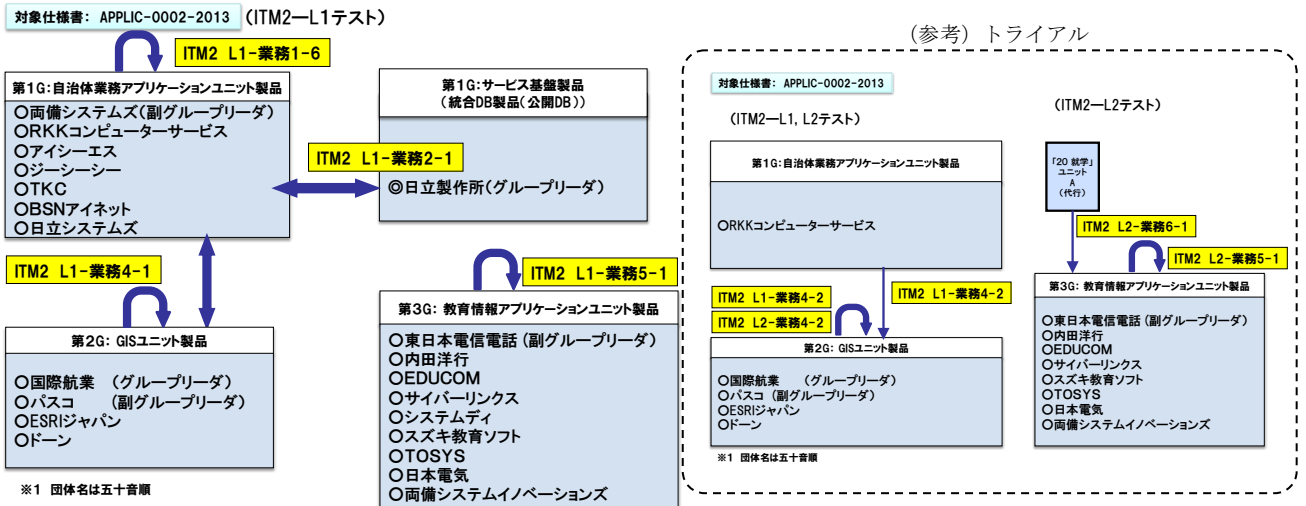 対象仕様書: APPLIC-0002-2013 (ITM2―L1テスト)
ITM2 L1-業務1-6
第1G:自治体業務アプリケーションユニット製品
○両備システムズ(副グループリーダ)
○RKKコンピューターサービス
○アイシーエス
○ジーシーシー
○TKC
○BSNアイネット
○日立システムズ
第1G:サービス基盤製品
(統合DB製品(公開DB))
◎日立製作所(グループリーダ)
ITM2 L1-業務2-1
ITM2 L1-業務4-1
第2G: GISユニット製品
○国際航業 (グループリーダ)
○パスコ (副グループリーダ)
○ESRIジャパン
○ドーン
※1 団体名は五十音順
ITM2 L1-業務5-1
第3G: 教育情報アプリケーションユニット製品
○東日本電信電話 (副グループリーダ)
○内田洋行
○EDUCOM
○サイバーリンクス
○システムディ
○スズキ教育ソフト
○TOSYS
○日本電気
○両備システムイノベーションズ
(参考) トライアル
対象仕様書: APPLIC-0002-2013
(ITM2―L1, L2テスト)
第1G:自治体業務アプリケーションユニット製品
○RKKコンピューターサービス
ITM2 L1-業務4-2
ITM2 L2-業務4-2
ITM2 L1-業務4-2
第2G: GISユニット製品
○国際航業 (グループリーダ)
○パスコ (副グループリーダ)
○ESRIジャパン
○ドーン
※1 団体名は五十音順
(ITM2―L2テスト)
「20 就学」
ユニット
A
(代行)
ITM2 L2-業務6-1
ITM2 L2-業務5-1
第3G: 教育情報アプリケーションユニット製品
○東日本電信電話 (副グループリーダ)
○内田洋行
○EDUCOM
○サイバーリンクス
○スズキ教育ソフト
○TOSYS
○日本電気
○両備システムイノベーションズ